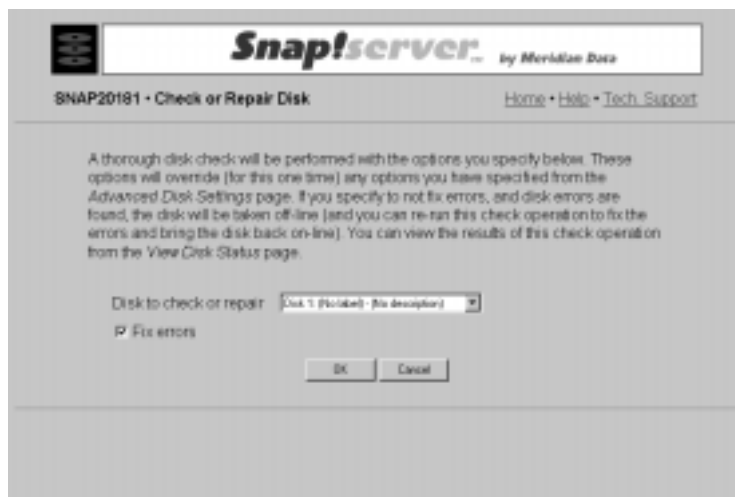 Snap!server™ by Meridian Data
SNAP20181 • Check or Repair Disk
Home • Help • Tech. Support
A thorough disk check will be performed with the options you specify below. These
options will override (for this one time) any options you have specified from the
Advanced Disk Settings page. If you specify to not fix errors, and disk errors are
found, the disk will be taken off-line (and you can re-run this check operation to fix the
errors and bring the disk back on-line). You can view the results of this check operation
from the View Disk Status page.
Disk to check or repair
Disk 1: (No label) - (No description)
Fix errors
OK
Cancel